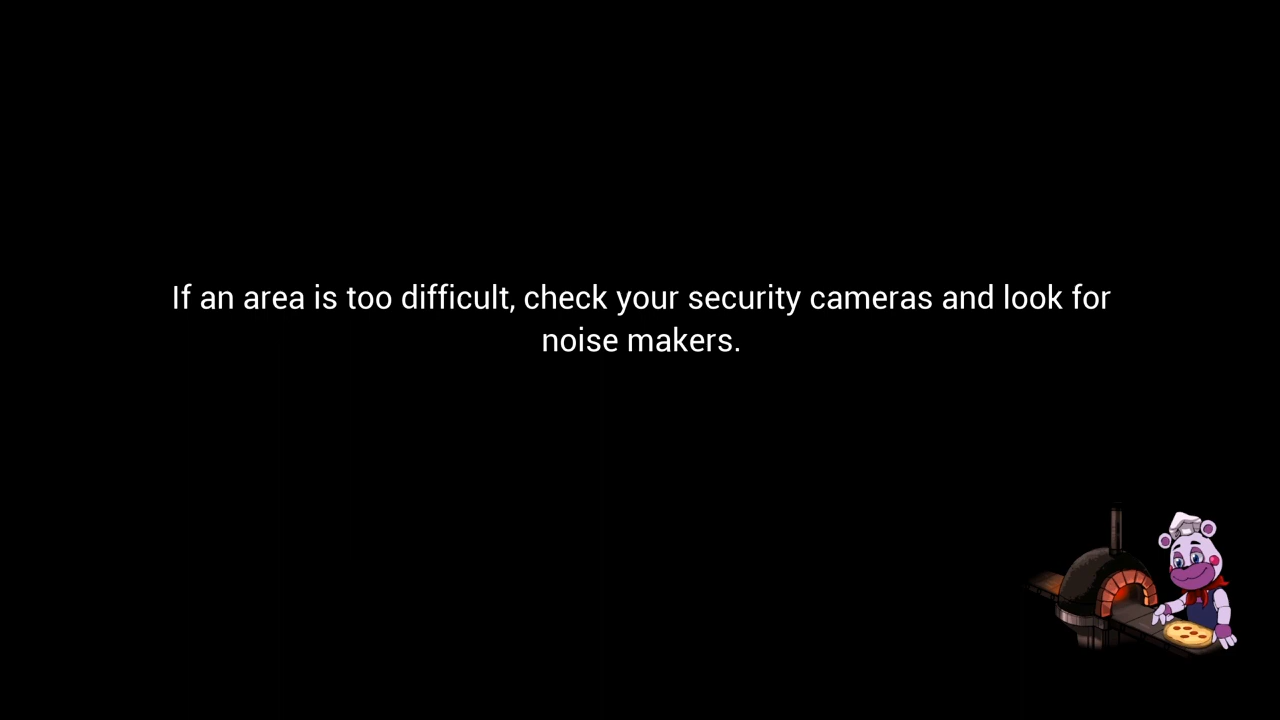 If an area is too difficult, check your security cameras and look for
noise makers.